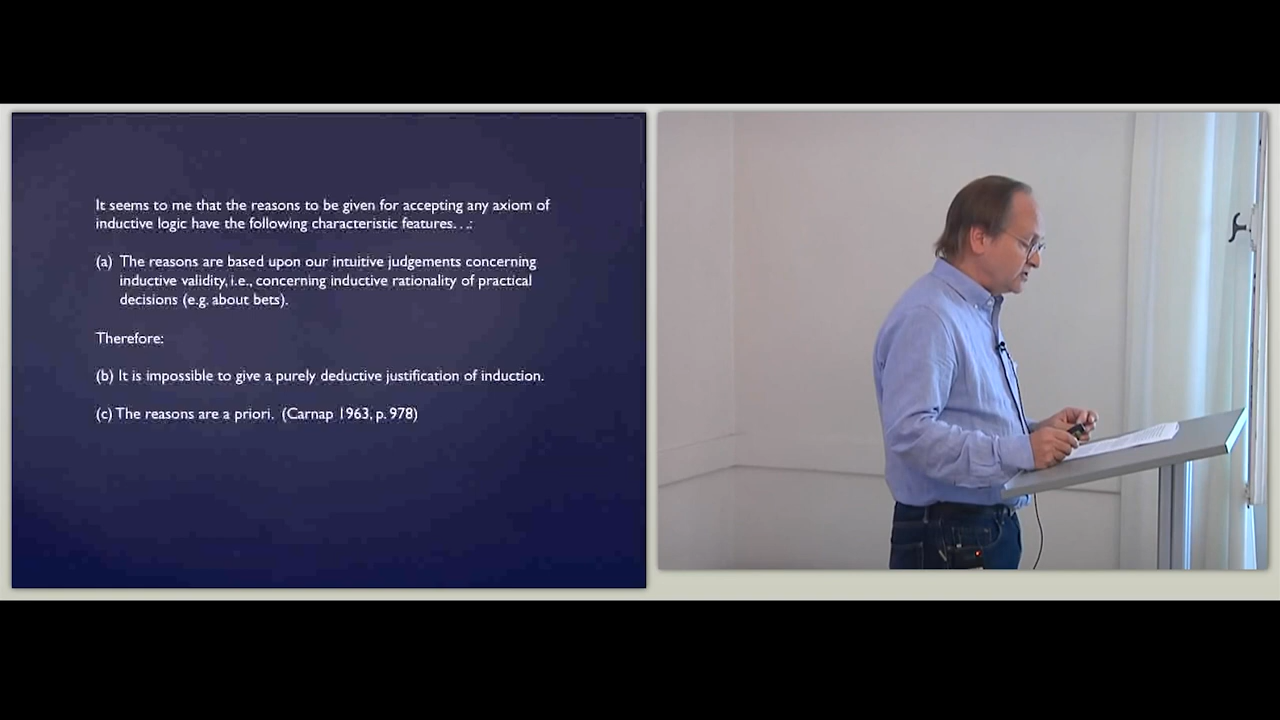 It seems to me that the reasons to be given for accepting any axiom of
inductive logic have the following characteristic features. . .:
(a) The reasons are based upon our intuitive judgements concerning
inductive validity, i.e., concerning inductive rationality of practical
decisions (e.g. about bets).
Therefore:
(b) It is impossible to give a purely deductive justification of induction.
(c) The reasons are a priori. (Carnap 1963, p. 978)